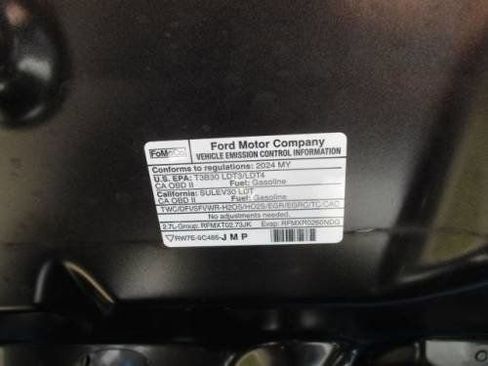 FoMoCo
Ford Motor Company
VEHICLE EMISSION CONTROL INFORMATION
Conforms to regulations: 2024 MY
U.S. EPA: T3B30 LDT3/LDT4
CA OBD II Fuel: Gasoline
California: SULEV30 LDT
CA OBD II Fuel: Gasoline
TWC/DFI/SFI/WR-H2OS/HO2S/EGR/EGRC/TC/CAC
No adjustments needed.
2.7L-Group: RFMXT02.73JK Evap: RFMXR0260NDG
RW7E-9C485-JMP